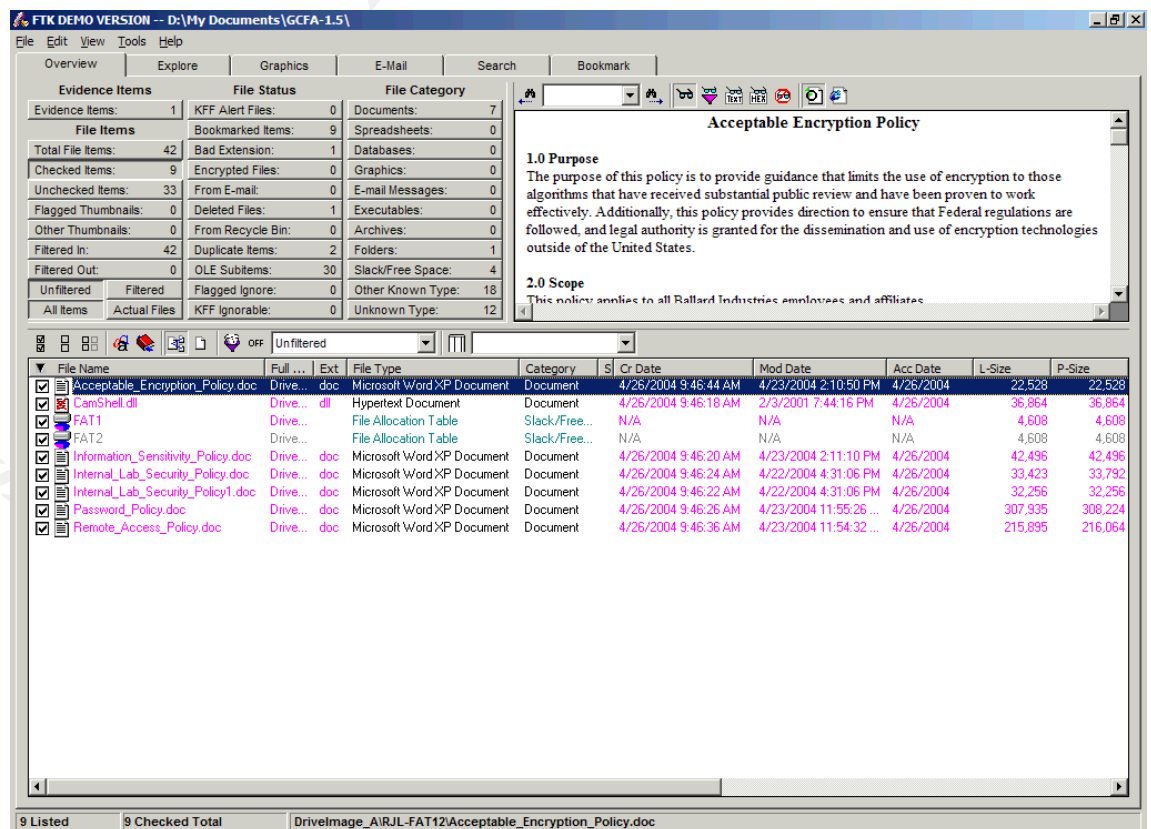 FTK DEMO VERSION -- D:\My Documents\GCFA-1.5\
File Edit View Tools Help
Overview Explore Graphics E-Mail Search Bookmark
Evidence Items File Status File Category
Evidence Items: 1 KFF Alert Files: 0 Documents: 7
File Items Bookmarked Items: 9 Spreadsheets: 0
Total File Items: 42 Bad Extension: 1 Databases: 0
Checked Items: 9 Encrypted Files: 0 Graphics: 0
Unchecked Items: 33 From E-mail: 0 E-mail Messages: 0
Flagged Thumbnails: 0 Deleted Files: 1 Executables: 0
Other Thumbnails: 0 From Recycle Bin: 0 Archives: 0
Filtered In: 42 Duplicate Items: 2 Folders: 1
Filtered Out: 0 OLE Subitems: 30 Slack/Free Space: 4
Unfiltered Filtered Flagged Ignore: 0 Other Known Type: 18
All Items Actual Files KFF Ignorable: 0 Unknown Type: 12
TEXT HEX
Acceptable Encryption Policy
1.0 Purpose
The purpose of this policy is to provide guidance that limits the use of encryption to those
algorithms that have received substantial public review and have been proven to work
effectively. Additionally, this policy provides direction to ensure that Federal regulations are
followed, and legal authority is granted for the dissemination and use of encryption technologies
outside of the United States.
2.0 Scope
This policy applies to all Ballard Industries employees and affiliates.
OFF Unfiltered
File Name Full ... Ext File Type Category S Cr Date Mod Date Acc Date L-Size P-Size
Acceptable_Encryption_Policy.doc Drive... doc Microsoft Word XP Document Document 4/26/2004 9:46:44 AM 4/23/2004 2:10:50 PM 4/26/2004 22,528 22,528
CamShell.dll Drive... dll Hypertext Document Document 4/26/2004 9:46:18 AM 2/3/2001 7:44:16 PM 4/26/2004 36,864 36,864
FAT1 Drive... File Allocation Table Slack/Free... N/A N/A N/A 4,608 4,608
FAT2 Drive... File Allocation Table Slack/Free... N/A N/A N/A 4,608 4,608
Information_Sensitivity_Policy.doc Drive... doc Microsoft Word XP Document Document 4/26/2004 9:46:20 AM 4/23/2004 2:11:10 PM 4/26/2004 42,496 42,496
Internal_Lab_Security_Policy.doc Drive... doc Microsoft Word XP Document Document 4/26/2004 9:46:24 AM 4/22/2004 4:31:06 PM 4/26/2004 33,423 33,792
Internal_Lab_Security_Policy1.doc Drive... doc Microsoft Word XP Document Document 4/26/2004 9:46:22 AM 4/22/2004 4:31:06 PM 4/26/2004 32,256 32,256
Password_Policy.doc Drive... doc Microsoft Word XP Document Document 4/26/2004 9:46:26 AM 4/23/2004 11:55:26 ... 4/26/2004 307,935 308,224
Remote_Access_Policy.doc Drive... doc Microsoft Word XP Document Document 4/26/2004 9:46:36 AM 4/23/2004 11:54:32 ... 4/26/2004 215,895 216,064
9 Listed 9 Checked Total DriveImage_A\RJL-FAT12\Acceptable_Encryption_Policy.doc